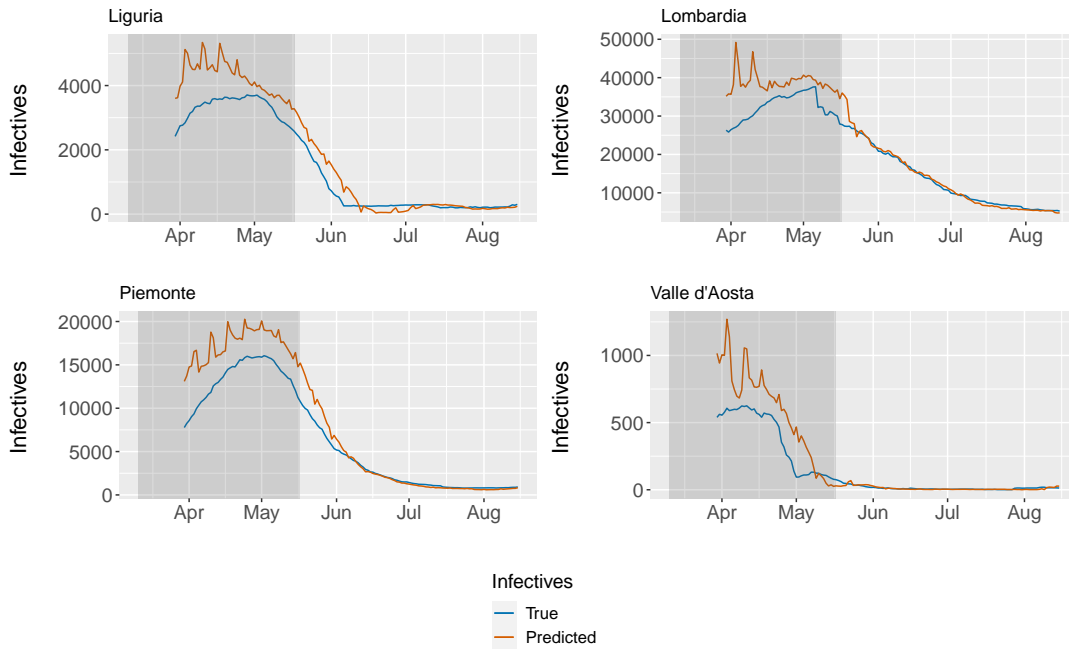 Liguria
Infectives
4000
2000
0
Apr May Jun Jul Aug
Lombardia
Infectives
50000
40000
30000
20000
10000
Apr May Jun Jul Aug
Piemonte
Infectives
20000
15000
10000
5000
0
Apr May Jun Jul Aug
Valle d'Aosta
Infectives
1000
500
0
Apr May Jun Jul Aug
Infectives
True
Predicted